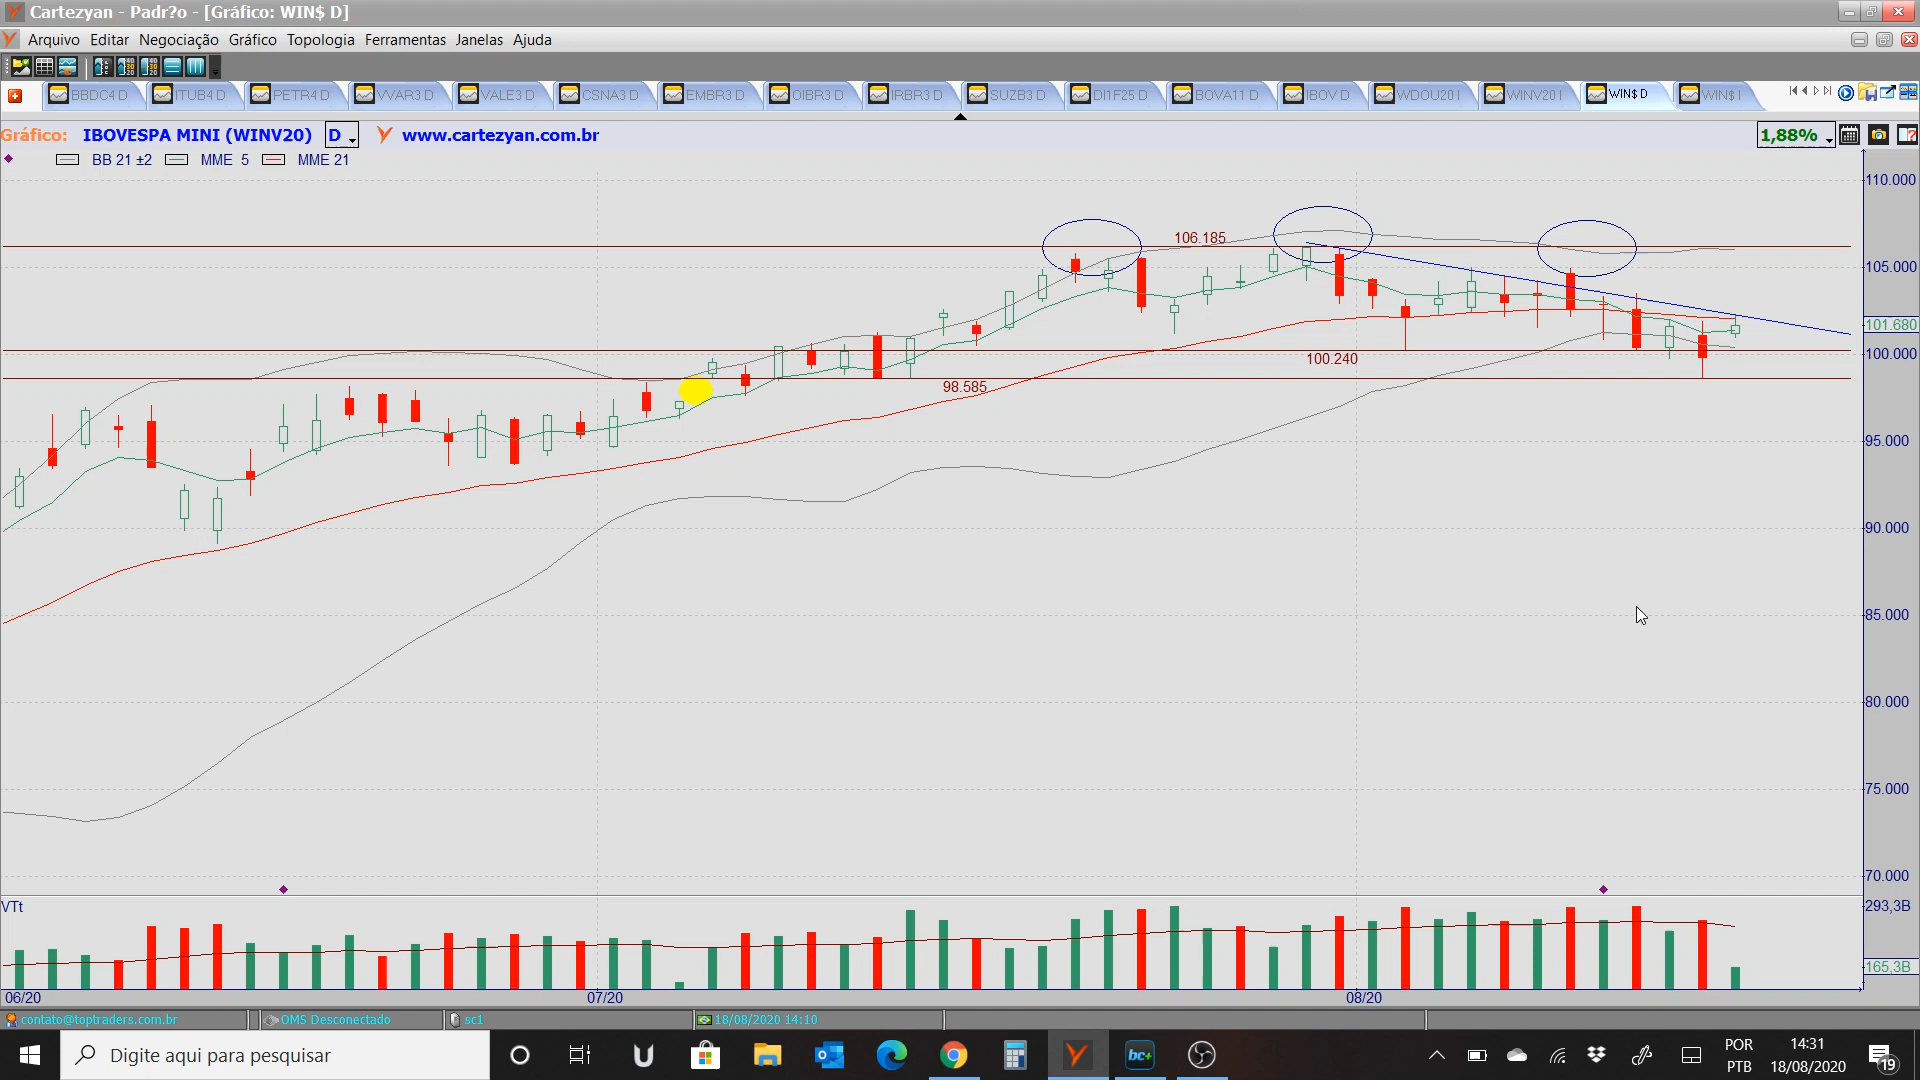 Cartezyan - Padr?o - [Gráfico: WIN$ D]
Arquivo Editar Negociação Gráfico Topologia Ferramentas Janelas Ajuda
BBDC4 D ITUB4 D PETR4 D VVAR3 D VALE3 D CSNA3 D EMBR3 D OIBR3 D IRBR3 D SUZB3 D DI1F25 D BOVA11 D IBOV D WDOU20 I WINV20 I WIN$ D WIN$ I
Gráfico: IBOVESPA MINI (WINV20) D www.cartezyan.com.br 1,88%
BB 21 ±2 MME 5 MME 21
110.000
106.185
105.000
101.680
100.000
100.240
98.585
95.000
90.000
85.000
80.000
75.000
70.000
VTt
293,3B
165,3B
06/20 07/20 08/20
contato@toptraders.com.br OMS Desconectado sc1 18/08/2020 14:10
Digite aqui para pesquisar
bc+
POR
PTB
14:31
18/08/2020
19